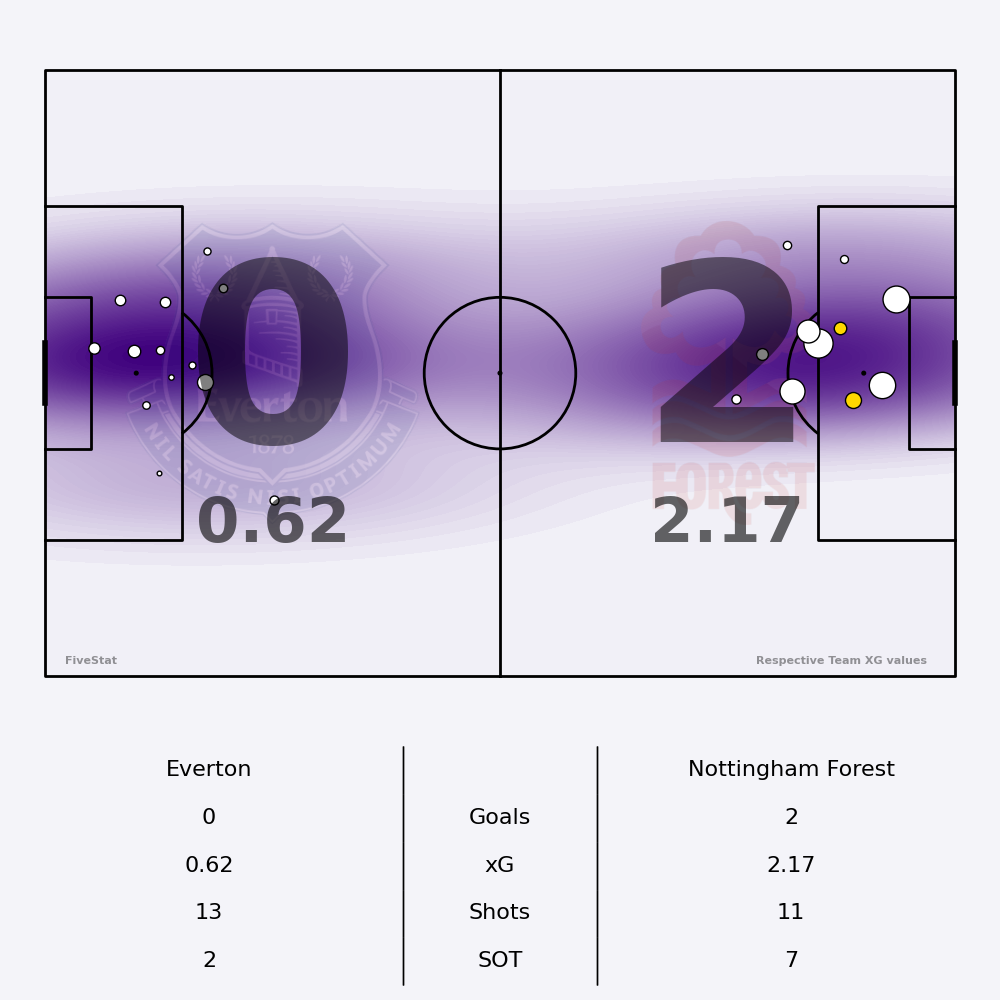 0 2
Everton
1878
NIL SATIS NISI OPTIMUM
FOREST
0.62 2.17
FiveStat Respective Team XG values
Everton Nottingham Forest
0 Goals 2
0.62 xG 2.17
13 Shots 11
2 SOT 7